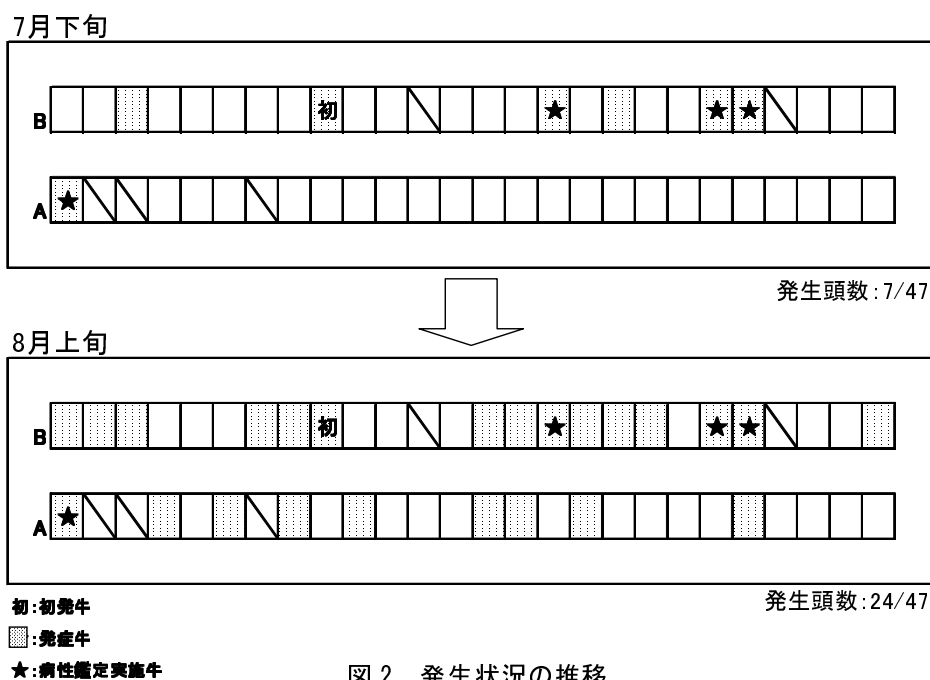 7月下旬
B 初 ★ ★ ★
A ★
発生頭数:7/47
8月上旬
B 初 ★ ★ ★
A ★
発生頭数:24/47
初:初発牛
:発症牛
★:病性鑑定実施牛
図2 発生状況の推移